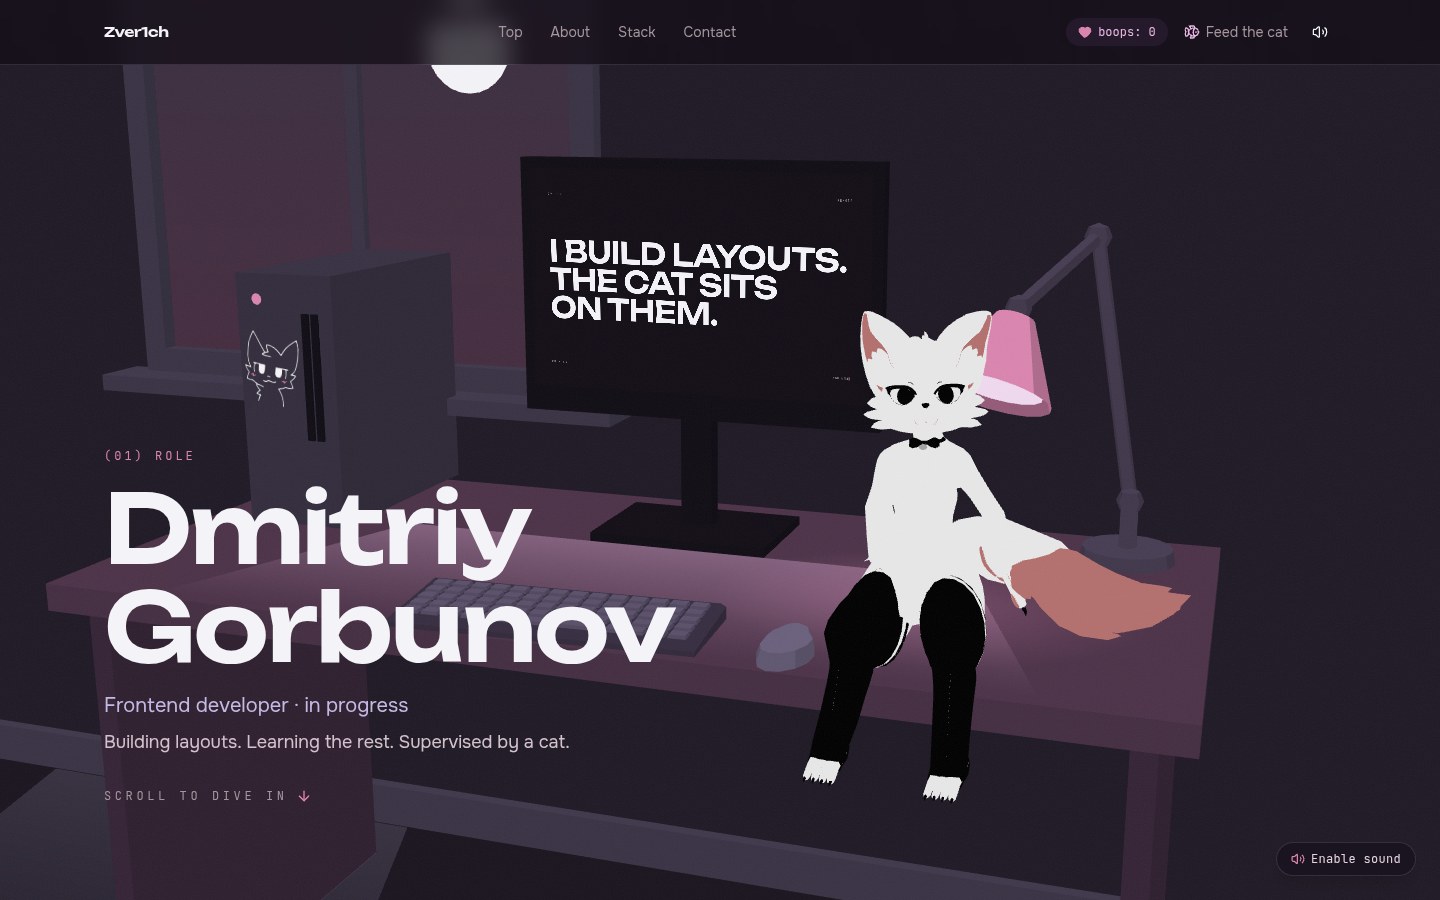 Zver1ch
Top
About
Stack
Contact
boops: 0
Feed the cat
I BUILD LAYOUTS.
THE CAT SITS
ON THEM.
(01) ROLE
Dmitriy
Gorbunov
Frontend developer · in progress
Building layouts. Learning the rest. Supervised by a cat.
SCROLL TO DIVE IN
Enable sound